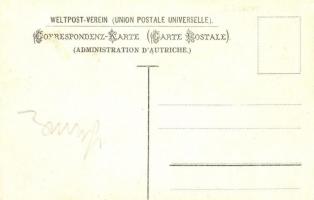 WELTPOST-VEREIN (UNION POSTALE UNIVERSELLE).
Correspondenz-Karte (Carte Postale)
(ADMINISTRATION D'AUTRICHE.)